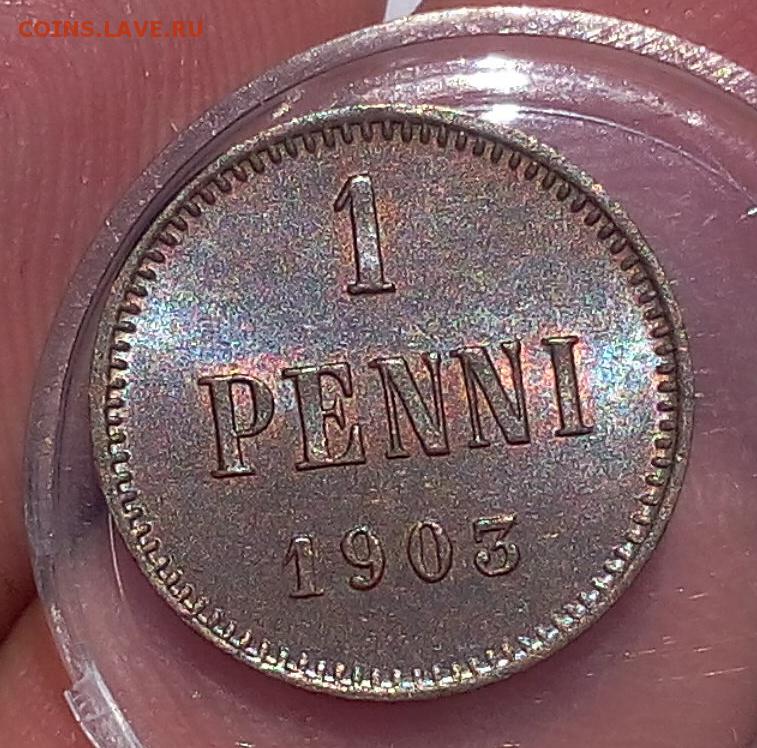 COINS.LAVE.RU
1
PENNI
1903